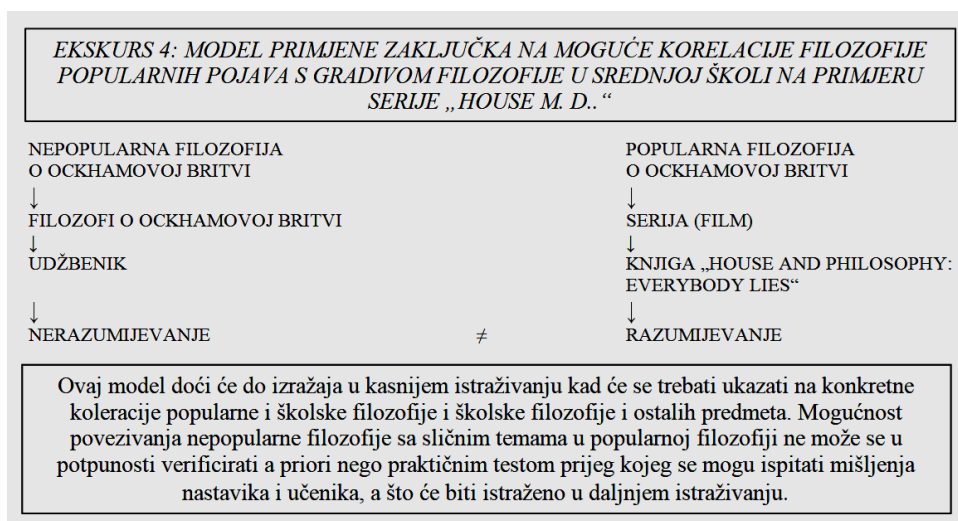 EKSKURS 4: MODEL PRIMJENE ZAKLJUČKA NA MOGUĆE KORELACIJE FILOZOFIJE
POPULARNIH POJAVA S GRADIVOM FILOZOFIJE U SREDNJOJ ŠKOLI NA PRIMJERU
SERIJE „HOUSE M. D..“
NEPOPULARNA FILOZOFIJA
O OCKHAMOVOJ BRITVI
↓
FILOZOFI O OCKHAMOVOJ BRITVI
↓
UDŽBENIK
↓
NERAZUMIJEVANJE
≠
POPULARNA FILOZOFIJA
O OCKHAMOVOJ BRITVI
↓
SERIJA (FILM)
↓
KNJIGA „HOUSE AND PHILOSOPHY:
EVERYBODY LIES“
↓
RAZUMIJEVANJE
Ovaj model doći će do izražaja u kasnijem istraživanju kad će se trebati ukazati na konkretne
koleracije popularne i školske filozofije i školske filozofije i ostalih predmeta. Mogućnost
povezivanja nepopularne filozofije sa sličnim temama u popularnoj filozofiji ne može se u
potpunosti verificirati a priori nego praktičnim testom prijeg kojeg se mogu ispitati mišljenja
nastavika i učenika, a što će biti istraženo u daljnjem istraživanju.